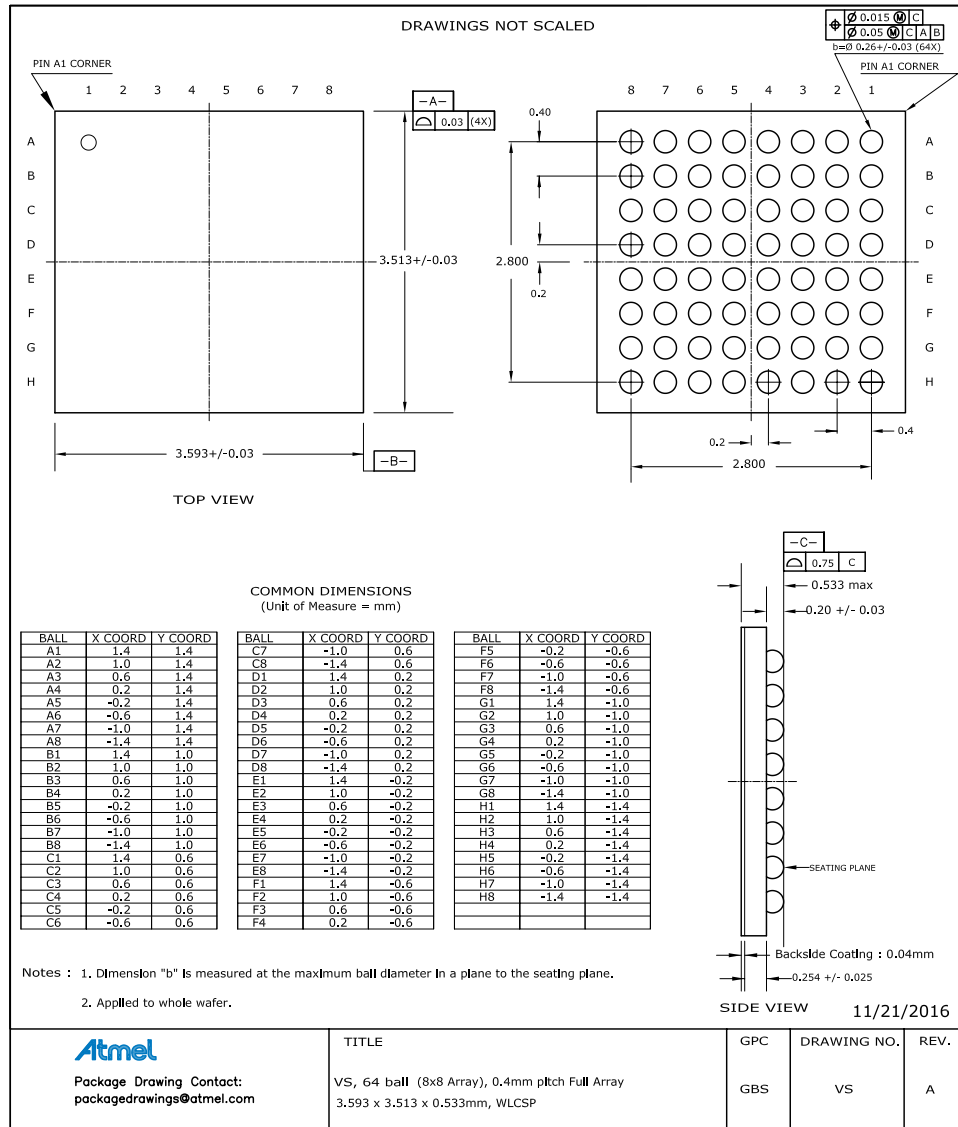 DRAWINGS NOT SCALED
⌖ Ø 0.015 Ⓜ C
Ø 0.05 Ⓜ C A B
b=Ø 0.26+/-0.03 (64X)
PIN A1 CORNER
PIN A1 CORNER
1 2 3 4 5 6 7 8
8 7 6 5 4 3 2 1
-A-
⌓ 0.03 (4X)
0.40
A
B
C
D
E
F
G
H
3.513+/-0.03
2.800
0.2
A
B
C
D
E
F
G
H
0.2
0.4
2.800
3.593+/-0.03
-B-
TOP VIEW
-C-
⌓ 0.75 C
0.533 max
0.20 +/- 0.03
COMMON DIMENSIONS
(Unit of Measure = mm)
BALL X COORD Y COORD
A1 1.4 1.4
A2 1.0 1.4
A3 0.6 1.4
A4 0.2 1.4
A5 -0.2 1.4
A6 -0.6 1.4
A7 -1.0 1.4
A8 -1.4 1.4
B1 1.4 1.0
B2 1.0 1.0
B3 0.6 1.0
B4 0.2 1.0
B5 -0.2 1.0
B6 -0.6 1.0
B7 -1.0 1.0
B8 -1.4 1.0
C1 1.4 0.6
C2 1.0 0.6
C3 0.6 0.6
C4 0.2 0.6
C5 -0.2 0.6
C6 -0.6 0.6
BALL X COORD Y COORD
C7 -1.0 0.6
C8 -1.4 0.6
D1 1.4 0.2
D2 1.0 0.2
D3 0.6 0.2
D4 0.2 0.2
D5 -0.2 0.2
D6 -0.6 0.2
D7 -1.0 0.2
D8 -1.4 0.2
E1 1.4 -0.2
E2 1.0 -0.2
E3 0.6 -0.2
E4 0.2 -0.2
E5 -0.2 -0.2
E6 -0.6 -0.2
E7 -1.0 -0.2
E8 -1.4 -0.2
F1 1.4 -0.6
F2 1.0 -0.6
F3 0.6 -0.6
F4 0.2 -0.6
BALL X COORD Y COORD
F5 -0.2 -0.6
F6 -0.6 -0.6
F7 -1.0 -0.6
F8 -1.4 -0.6
G1 1.4 -1.0
G2 1.0 -1.0
G3 0.6 -1.0
G4 0.2 -1.0
G5 -0.2 -1.0
G6 -0.6 -1.0
G7 -1.0 -1.0
G8 -1.4 -1.0
H1 1.4 -1.4
H2 1.0 -1.4
H3 0.6 -1.4
H4 0.2 -1.4
H5 -0.2 -1.4
H6 -0.6 -1.4
H7 -1.0 -1.4
H8 -1.4 -1.4
SEATING PLANE
Backside Coating : 0.04mm
0.254 +/- 0.025
SIDE VIEW
11/21/2016
Notes : 1. Dimension "b" is measured at the maximum ball diameter in a plane to the seating plane.
2. Applied to whole wafer.
Atmel
Package Drawing Contact:
packagedrawings@atmel.com
TITLE
VS, 64 ball (8x8 Array), 0.4mm pitch Full Array
3.593 x 3.513 x 0.533mm, WLCSP
GPC
GBS
DRAWING NO.
VS
REV.
A